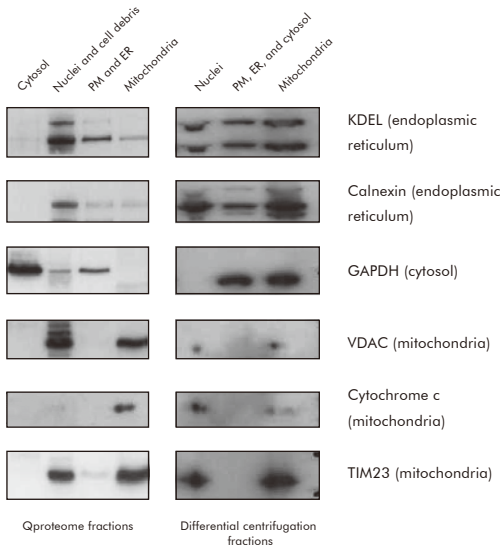 Cytosol
Nuclei and cell debris
PM and ER
Mitochondria
Nuclei
PM, ER, and cytosol
Mitochondria
KDEL (endoplasmic
reticulum)
Calnexin (endoplasmic
reticulum)
GAPDH (cytosol)
VDAC (mitochondria)
Cytochrome c
(mitochondria)
TIM23 (mitochondria)
Qproteome fractions
Differential centrifugation
fractions